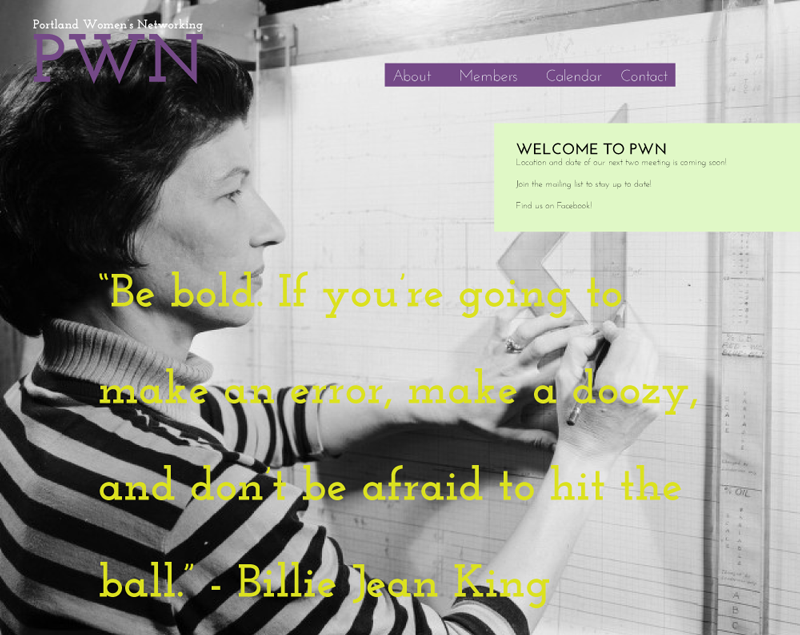 Portland Women's Networking
PWN
About Members Calendar Contact
WELCOME TO PWN
Location and date of our next two meeting is coming soon!
Join the mailing list to stay up to date!
Find us on Facebook!
“Be bold. If you're going to
make an error, make a doozy,
and don't be afraid to hit the
ball.” - Billie Jean King